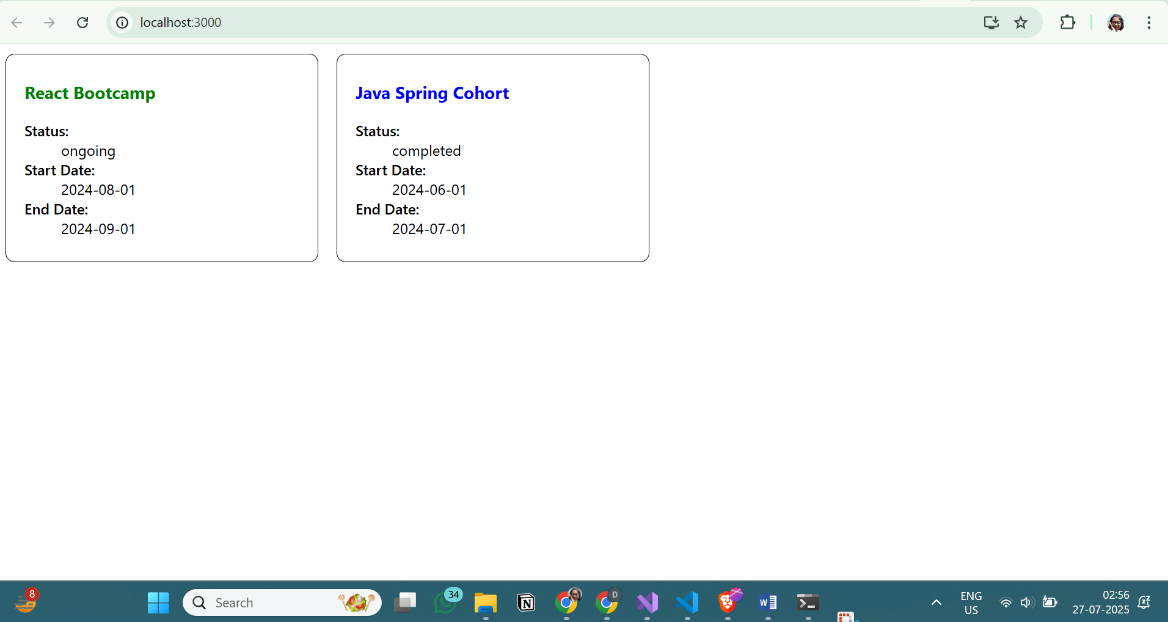 localhost:3000
React Bootcamp
Status:
ongoing
Start Date:
2024-08-01
End Date:
2024-09-01
Java Spring Cohort
Status:
completed
Start Date:
2024-06-01
End Date:
2024-07-01
8
Search
34
N
D
W
ENG
US
02:56
27-07-2025